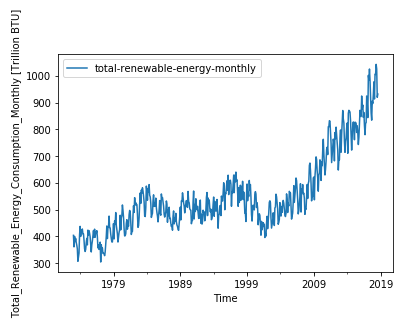 Total_Renewable_Energy_Consumption_Monthly [Trillion BTU]
total-renewable-energy-monthly
1000
900
800
700
600
500
400
300
1979 1989 1999 2009 2019
Time